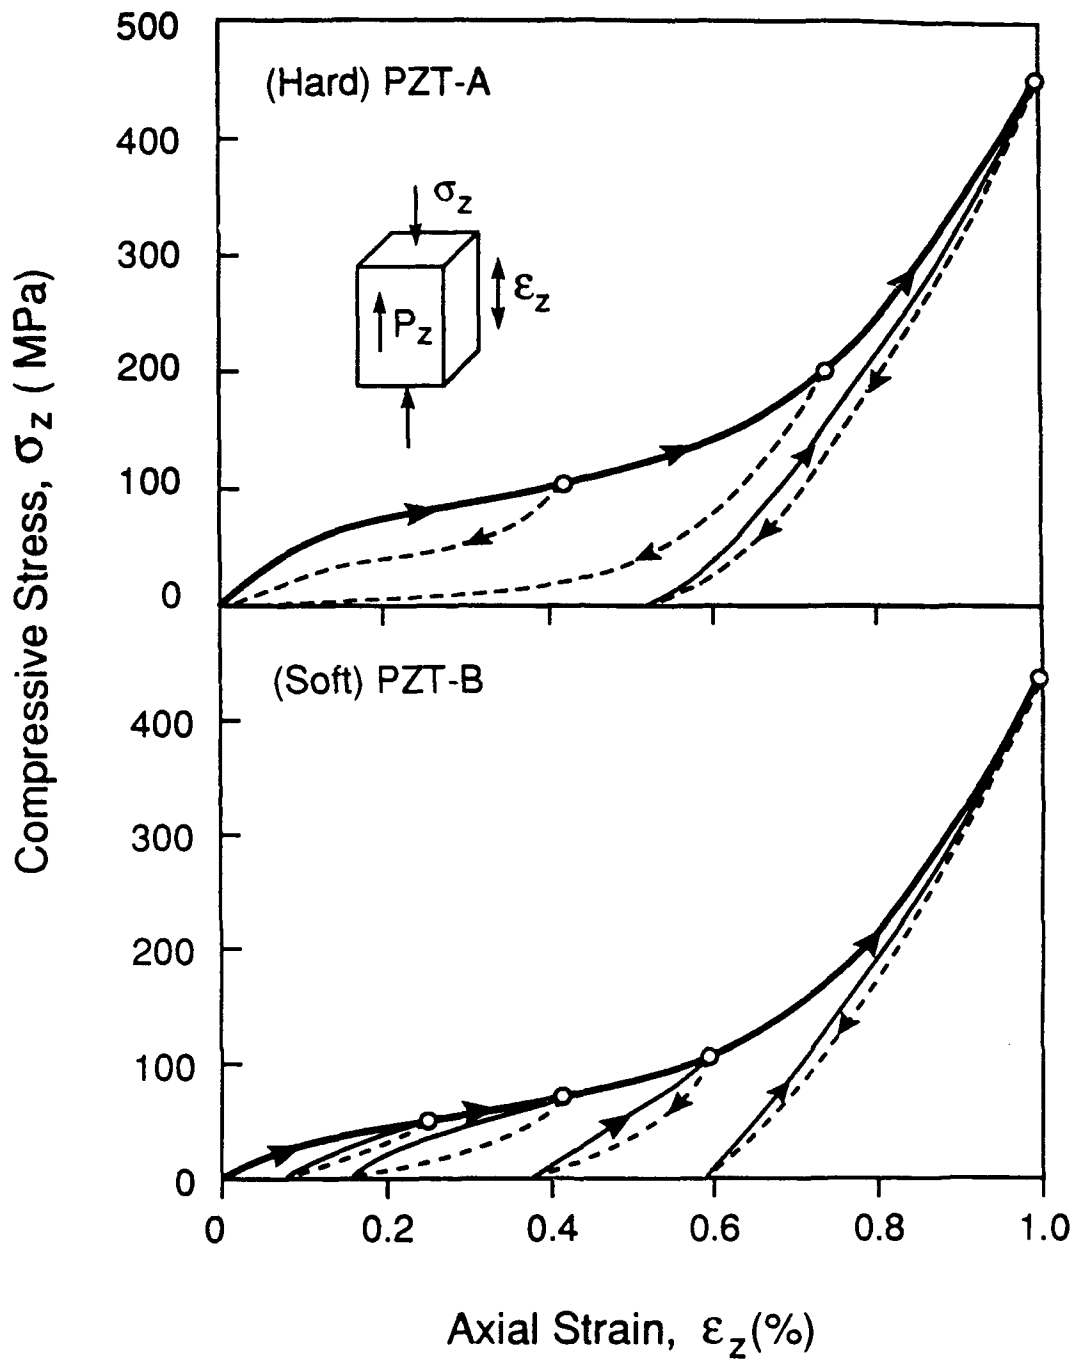 500
(Hard) PZT-A
400
σz
300
εz
Pz
200
100
0
Compressive Stress, σz ( MPa)
(Soft) PZT-B
400
300
200
100
0
0 0.2 0.4 0.6 0.8 1.0
Axial Strain, εz(%)